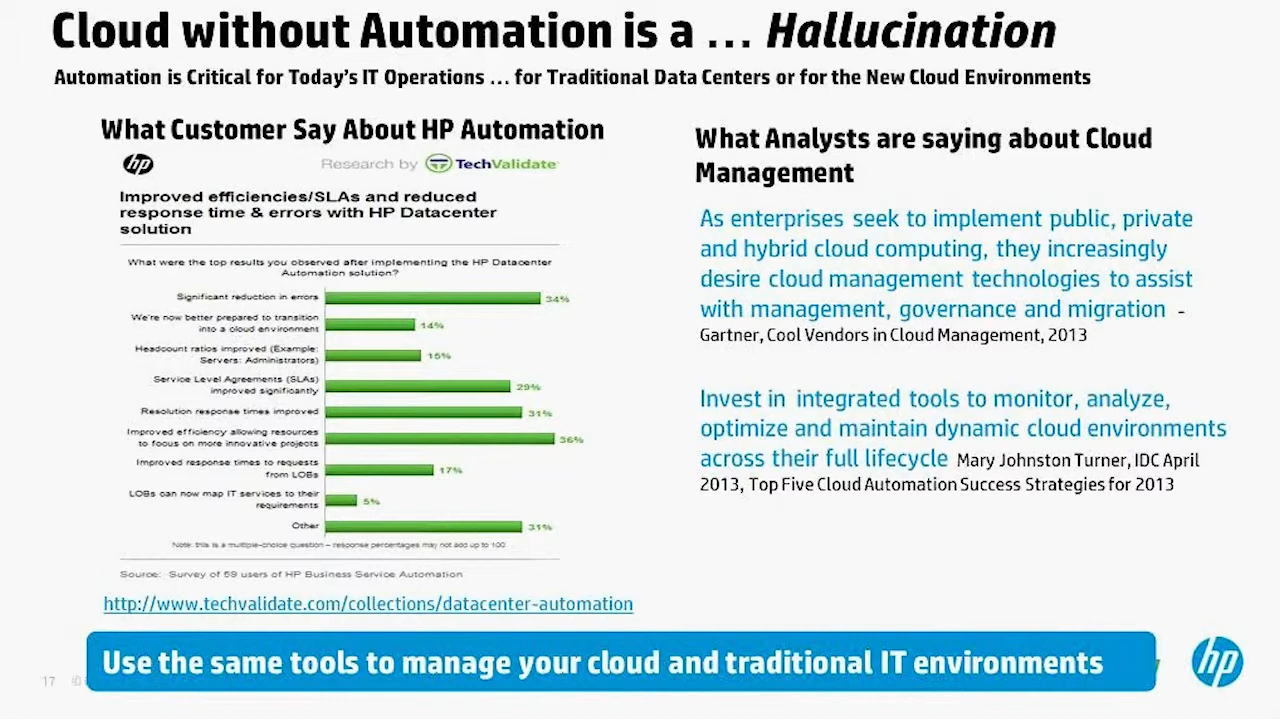 Cloud without Automation is a ... Hallucination
Automation is Critical for Today's IT Operations ... for Traditional Data Centers or for the New Cloud Environments
What Customer Say About HP Automation
hp
Research by TechValidate
Improved efficiencies/SLAs and reduced
response time & errors with HP Datacenter
solution
What were the top results you observed after implementing the HP Datacenter
Automation solution?
Significant reduction in errors 34%
We're now better prepared to transition
into a cloud environment 14%
Headcount ratios improved (Example:
Servers: Administrators) 15%
Service Level Agreements (SLAs)
improved significantly 29%
Resolution response times improved 31%
Improved efficiency allowing resources
to focus on more innovative projects 36%
Improved response times to requests
from LOBs 17%
LOBs can now map IT services to their
requirements 5%
Other 31%
Note: this is a multiple-choice question – response percentages may not add up to 100.
Source: Survey of 59 users of HP Business Service Automation
http://www.techvalidate.com/collections/datacenter-automation
What Analysts are saying about Cloud
Management
As enterprises seek to implement public, private
and hybrid cloud computing, they increasingly
desire cloud management technologies to assist
with management, governance and migration -
Gartner, Cool Vendors in Cloud Management, 2013
Invest in integrated tools to monitor, analyze,
optimize and maintain dynamic cloud environments
across their full lifecycle Mary Johnston Turner, IDC April
2013, Top Five Cloud Automation Success Strategies for 2013
Use the same tools to manage your cloud and traditional IT environments
hp
17 ©